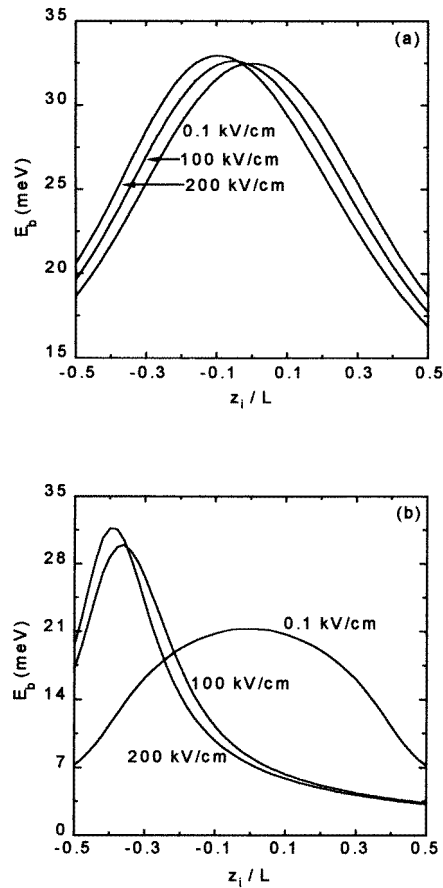 (a)
35
30
25
20
15
E_b (meV)
0.1 kV/cm
100 kV/cm
200 kV/cm
-0.5 -0.3 -0.1 0.1 0.3 0.5
z_i / L
(b)
35
28
21
14
7
0
E_b (meV)
0.1 kV/cm
100 kV/cm
200 kV/cm
-0.5 -0.3 -0.1 0.1 0.3 0.5
z_i / L